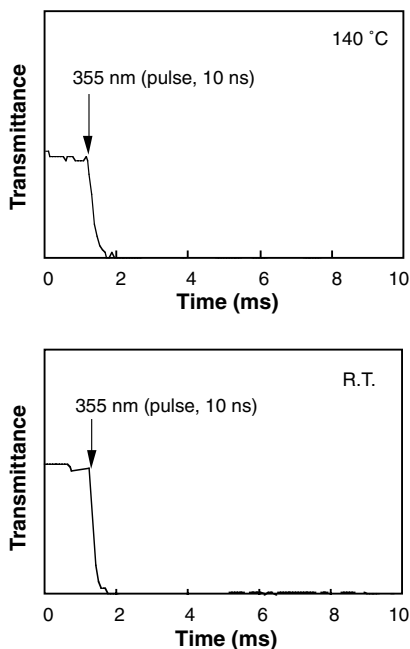 140 ˚C
355 nm (pulse, 10 ns)
Transmittance
0 2 4 6 8 10
Time (ms)
R.T.
355 nm (pulse, 10 ns)
Transmittance
0 2 4 6 8 10
Time (ms)